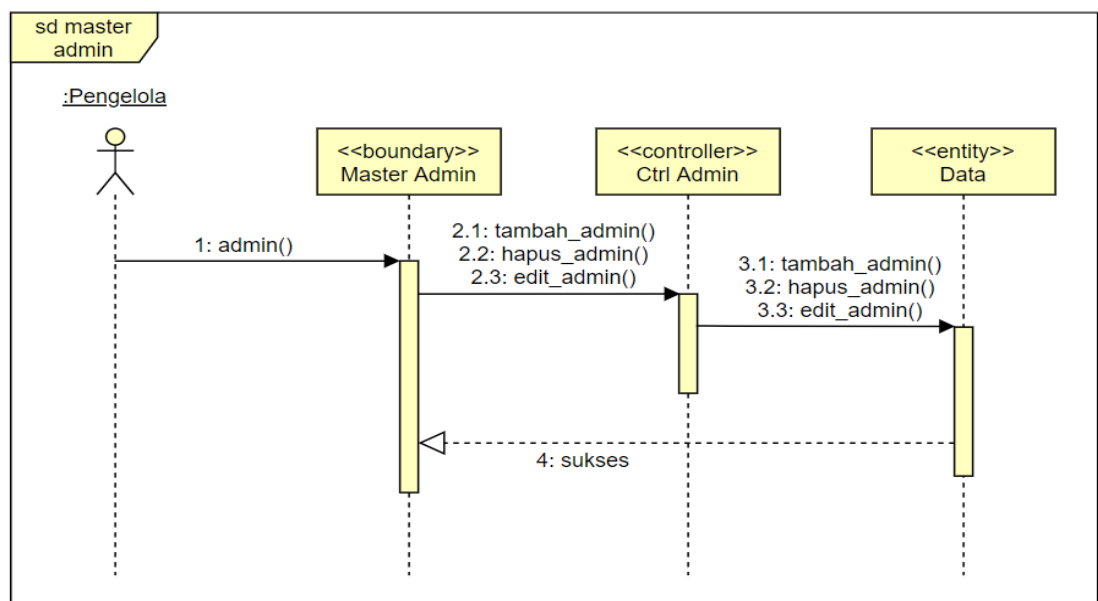 sd master
admin
:Pengelola
<<boundary>>
Master Admin
<<controller>>
Ctrl Admin
<<entity>>
Data
1: admin()
2.1: tambah_admin()
2.2: hapus_admin()
2.3: edit_admin()
3.1: tambah_admin()
3.2: hapus_admin()
3.3: edit_admin()
4: sukses